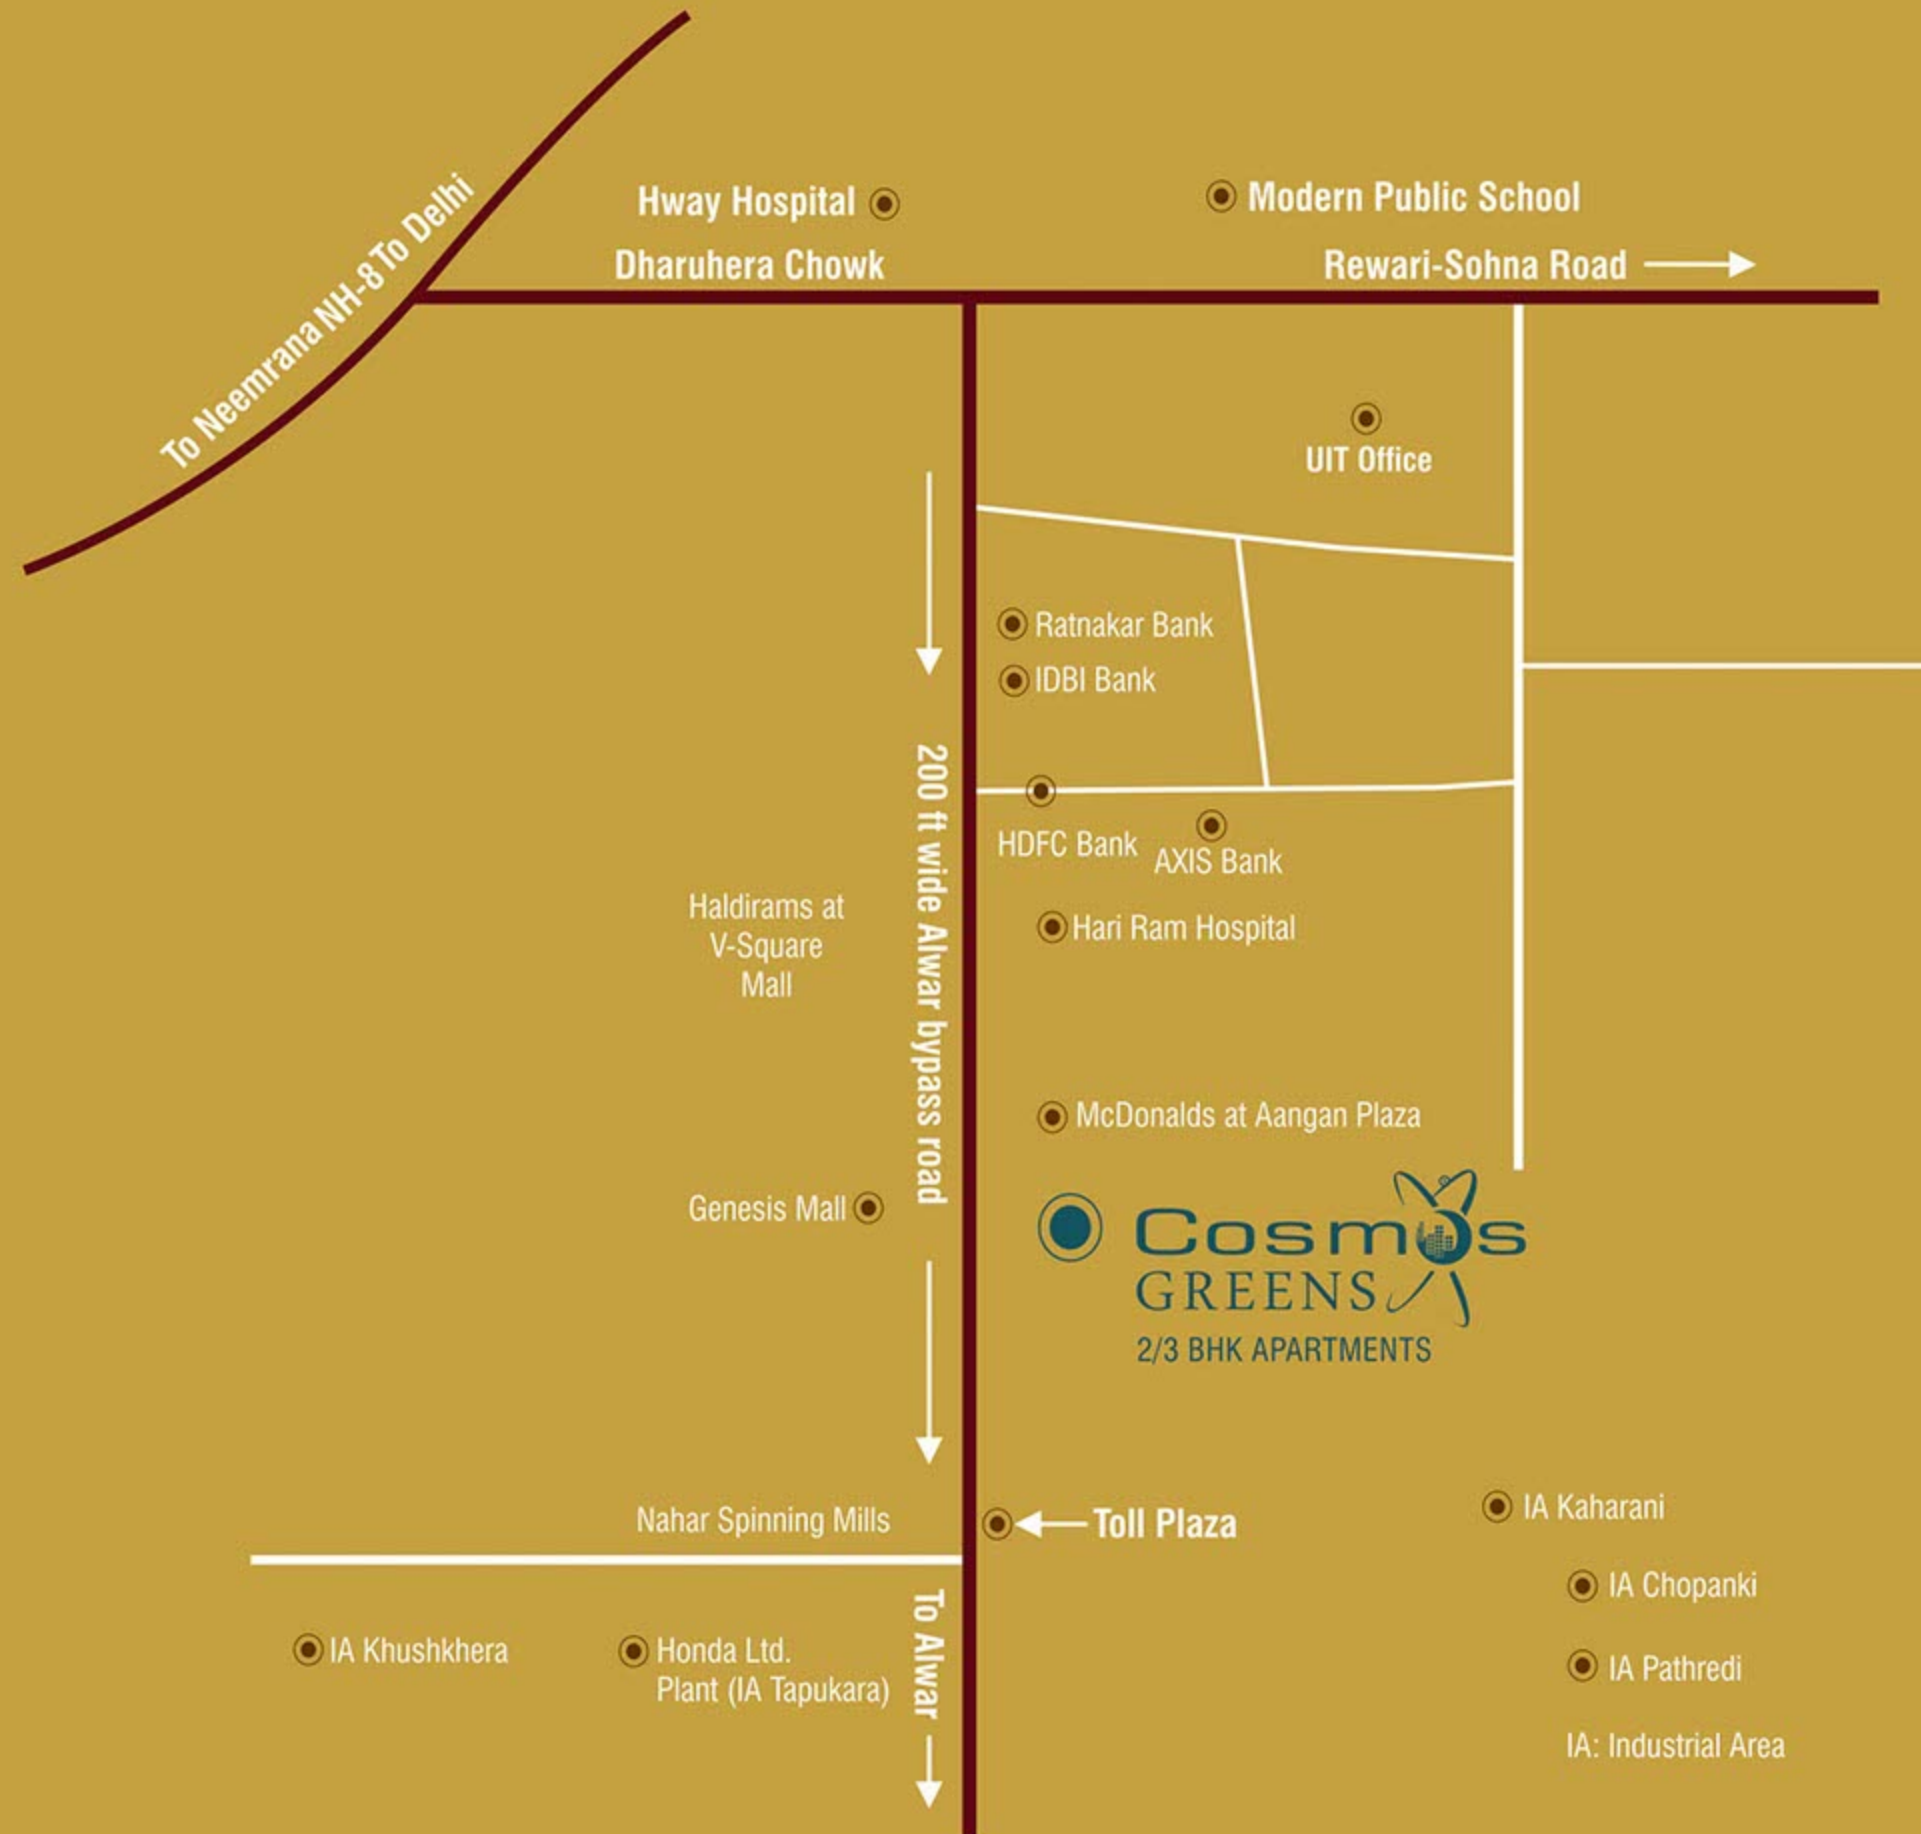 To Neemrana NH-8 To Delhi
Hway Hospital
Modern Public School
Dharuhera Chowk
Rewari-Sohna Road
UIT Office
Ratnakar Bank
IDBI Bank
200 ft wide Alwar bypass road
HDFC Bank
AXIS Bank
Haldirams at
V-Square
Mall
Hari Ram Hospital
McDonalds at Aangan Plaza
Genesis Mall
Cosmos
GREENS
2/3 BHK APARTMENTS
Nahar Spinning Mills
Toll Plaza
IA Kaharani
IA Chopanki
To Alwar
IA Khushkhera
Honda Ltd.
Plant (IA Tapukara)
IA Pathredi
IA: Industrial Area